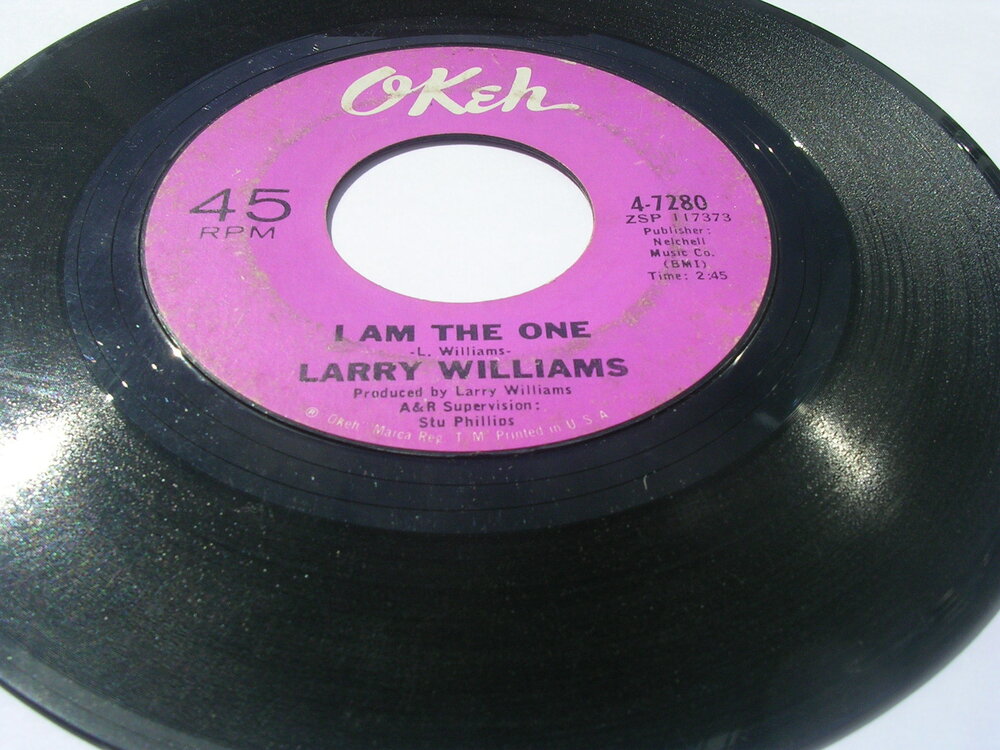 OKeh
45
RPM
4-7280
ZSP 117373
Publisher:
Nelchell
Music Co.
(BMI)
Time: 2:45
I AM THE ONE
-L. Williams-
LARRY WILLIAMS
Produced by Larry Williams
A&R Supervision:
Stu Phillips
® "Okeh" Marca Reg. T/M Printed in U S A